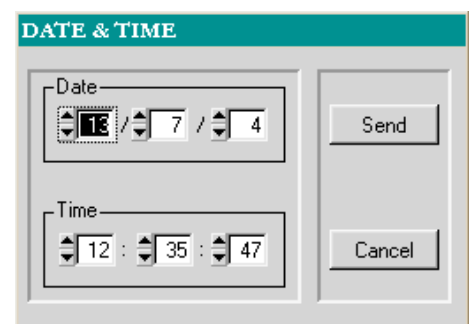 DATE & TIME
Date
13 / 7 / 4
Send
Time
12 : 35 : 47
Cancel